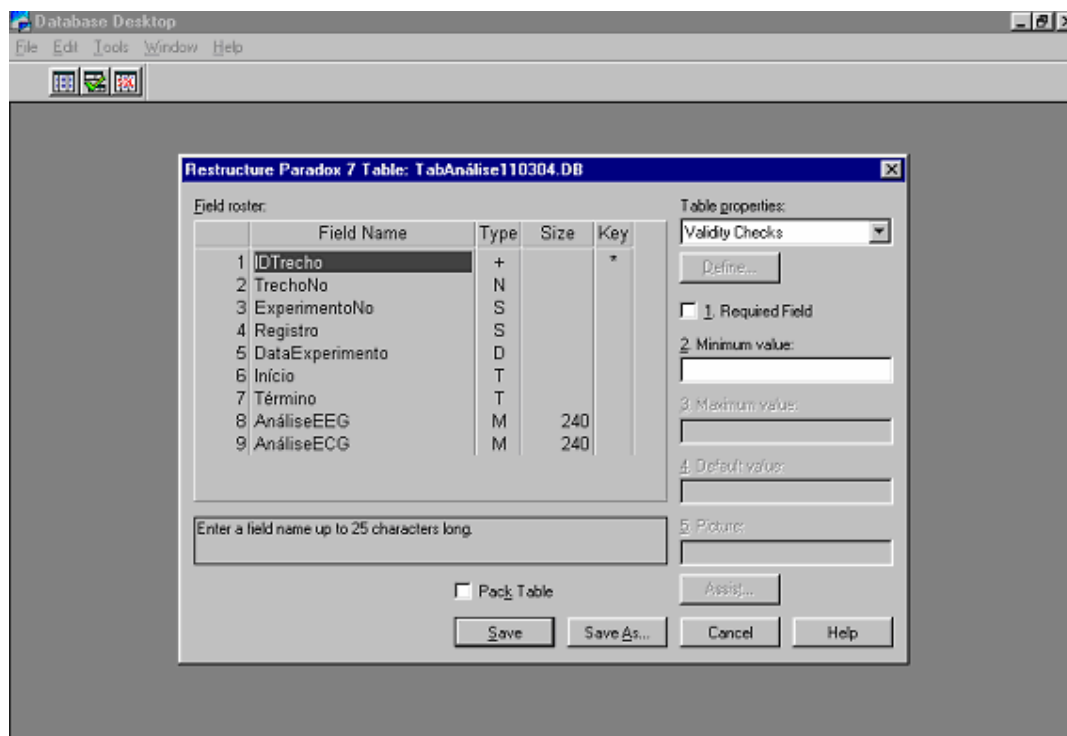 Database Desktop
File Edit Tools Window Help
Restructure Paradox 7 Table: TabAnálise110304.DB
Field roster:
Field Name Type Size Key
1 IDTrecho + *
2 TrechoNo N
3 ExperimentoNo S
4 Registro S
5 DataExperimento D
6 Início T
7 Término T
8 AnáliseEEG M 240
9 AnáliseECG M 240
Enter a field name up to 25 characters long.
Pack Table
Save Save As...
Table properties:
Validity Checks
Define...
1. Required Field
2. Minimum value:
3. Maximum value:
4. Default value:
5. Picture:
Assist...
Cancel Help